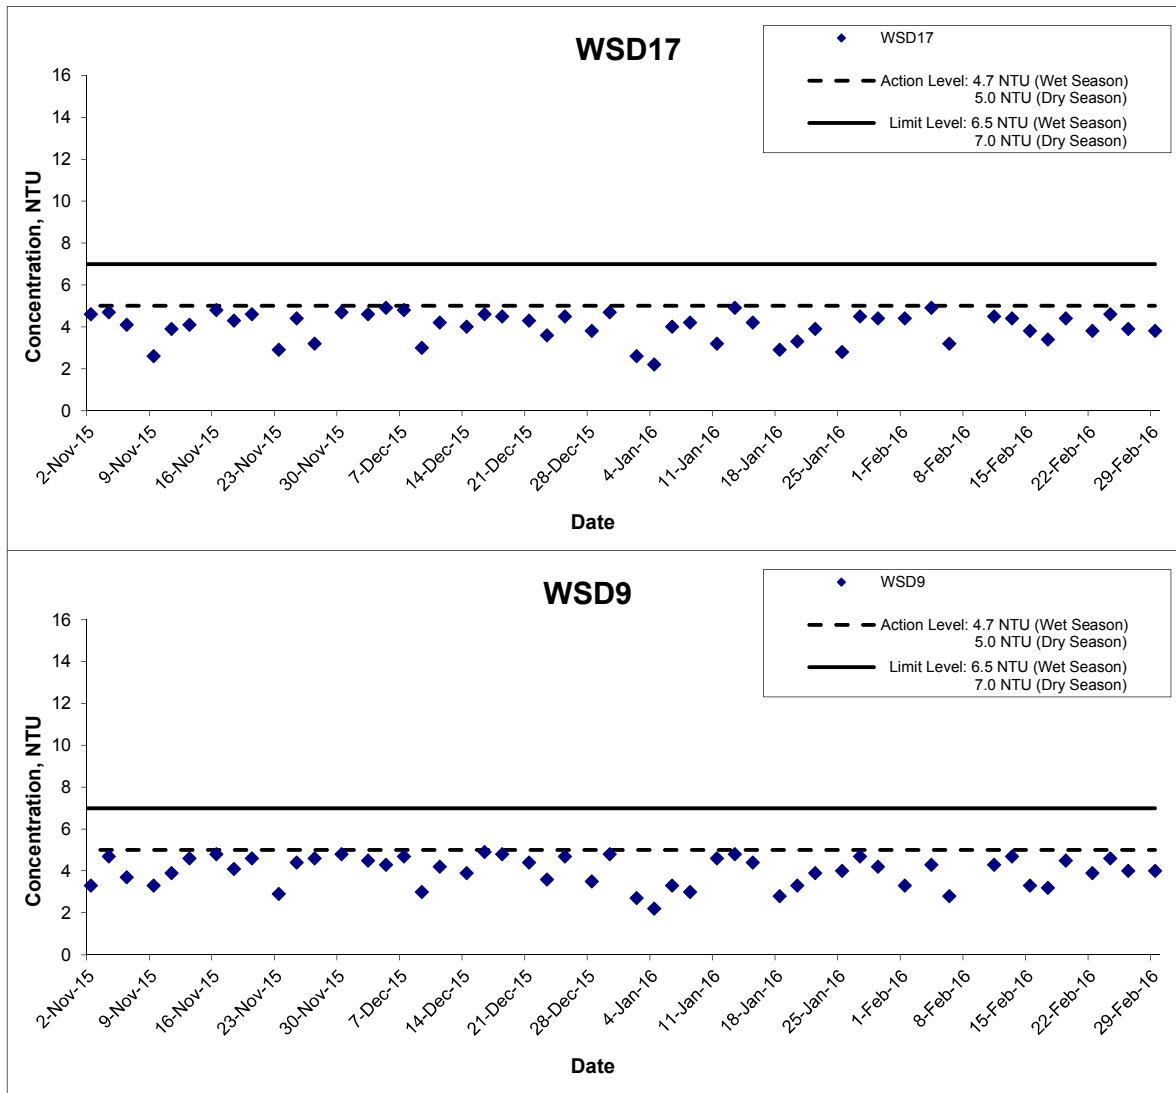 WSD17
WSD17
Action Level: 4.7 NTU (Wet Season)
5.0 NTU (Dry Season)
Limit Level: 6.5 NTU (Wet Season)
7.0 NTU (Dry Season)
Concentration, NTU
16
14
12
10
8
6
4
2
0
2-Nov-15
9-Nov-15
16-Nov-15
23-Nov-15
30-Nov-15
7-Dec-15
14-Dec-15
21-Dec-15
28-Dec-15
4-Jan-16
11-Jan-16
18-Jan-16
25-Jan-16
1-Feb-16
8-Feb-16
15-Feb-16
22-Feb-16
29-Feb-16
Date
WSD9
WSD9
Action Level: 4.7 NTU (Wet Season)
5.0 NTU (Dry Season)
Limit Level: 6.5 NTU (Wet Season)
7.0 NTU (Dry Season)
Concentration, NTU
16
14
12
10
8
6
4
2
0
2-Nov-15
9-Nov-15
16-Nov-15
23-Nov-15
30-Nov-15
7-Dec-15
14-Dec-15
21-Dec-15
28-Dec-15
4-Jan-16
11-Jan-16
18-Jan-16
25-Jan-16
1-Feb-16
8-Feb-16
15-Feb-16
22-Feb-16
29-Feb-16
Date